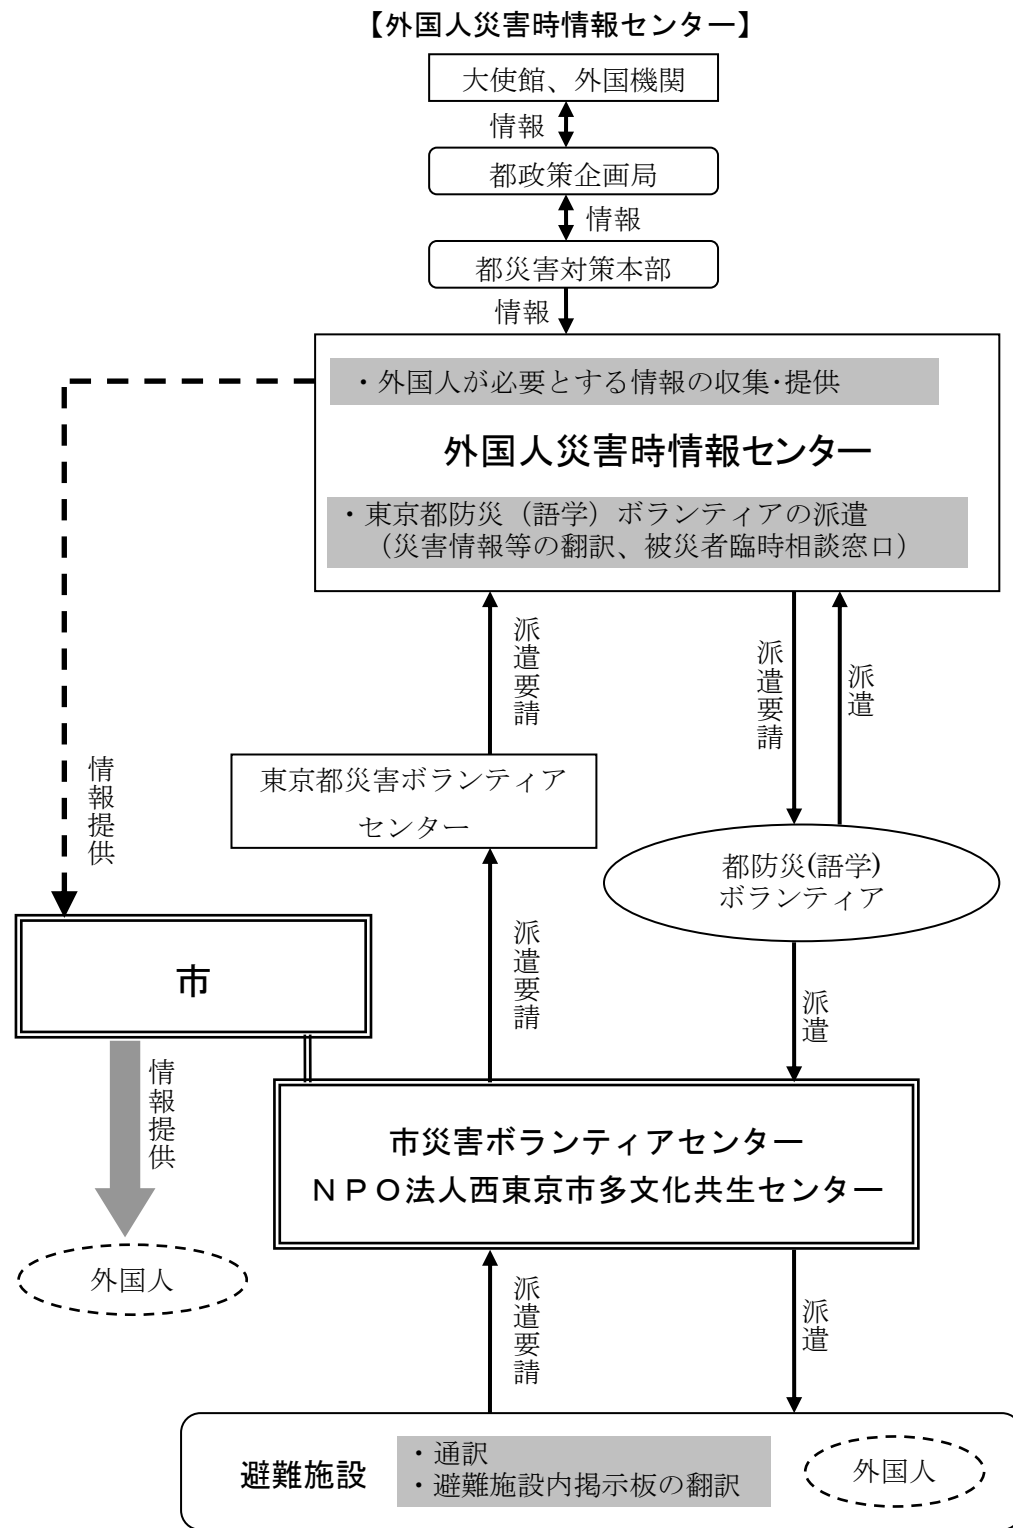 【外国人災害時情報センター】
大使館、外国機関
情報
都政策企画局
情報
都災害対策本部
情報
・外国人が必要とする情報の収集･提供
外国人災害時情報センター
・東京都防災（語学）ボランティアの派遣
（災害情報等の翻訳、被災者臨時相談窓口）
派遣要請
派遣要請
派遣
情報提供
東京都災害ボランティア
センター
都防災(語学)
ボランティア
市
派遣要請
派遣
情報提供
市災害ボランティアセンター
ＮＰＯ法人西東京市多文化共生センター
外国人
派遣要請
派遣
避難施設
・通訳
・避難施設内掲示板の翻訳
外国人